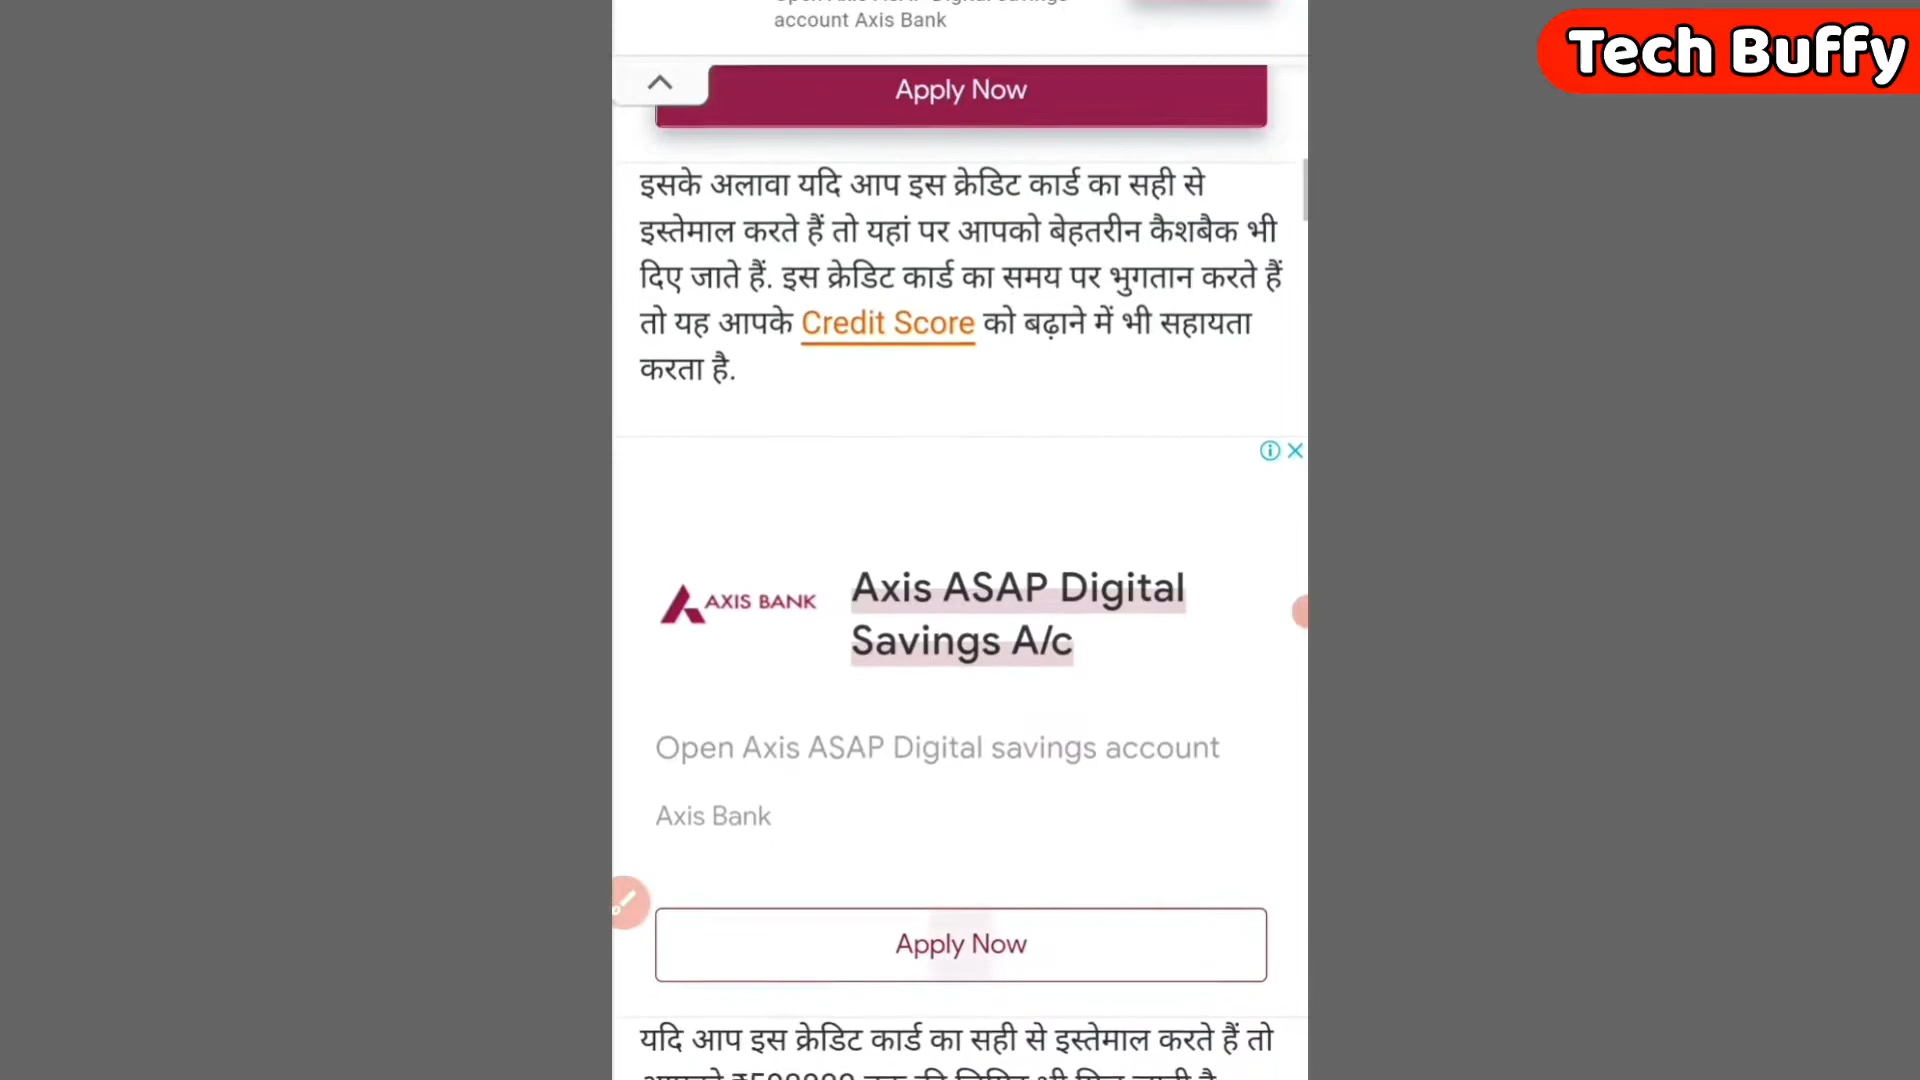 account Axis Bank
Tech Buffy
Apply Now
इसके अलावा यदि आप इस क्रेडिट कार्ड का सही से
इस्तेमाल करते हैं तो यहां पर आपको बेहतरीन कैशबैक भी
दिए जाते हैं. इस क्रेडिट कार्ड का समय पर भुगतान करते हैं
तो यह आपके Credit Score को बढ़ाने में भी सहायता
करता है.
AXIS BANK
Axis ASAP Digital
Savings A/c
Open Axis ASAP Digital savings account
Axis Bank
Apply Now
यदि आप इस क्रेडिट कार्ड का सही से इस्तेमाल करते हैं तो